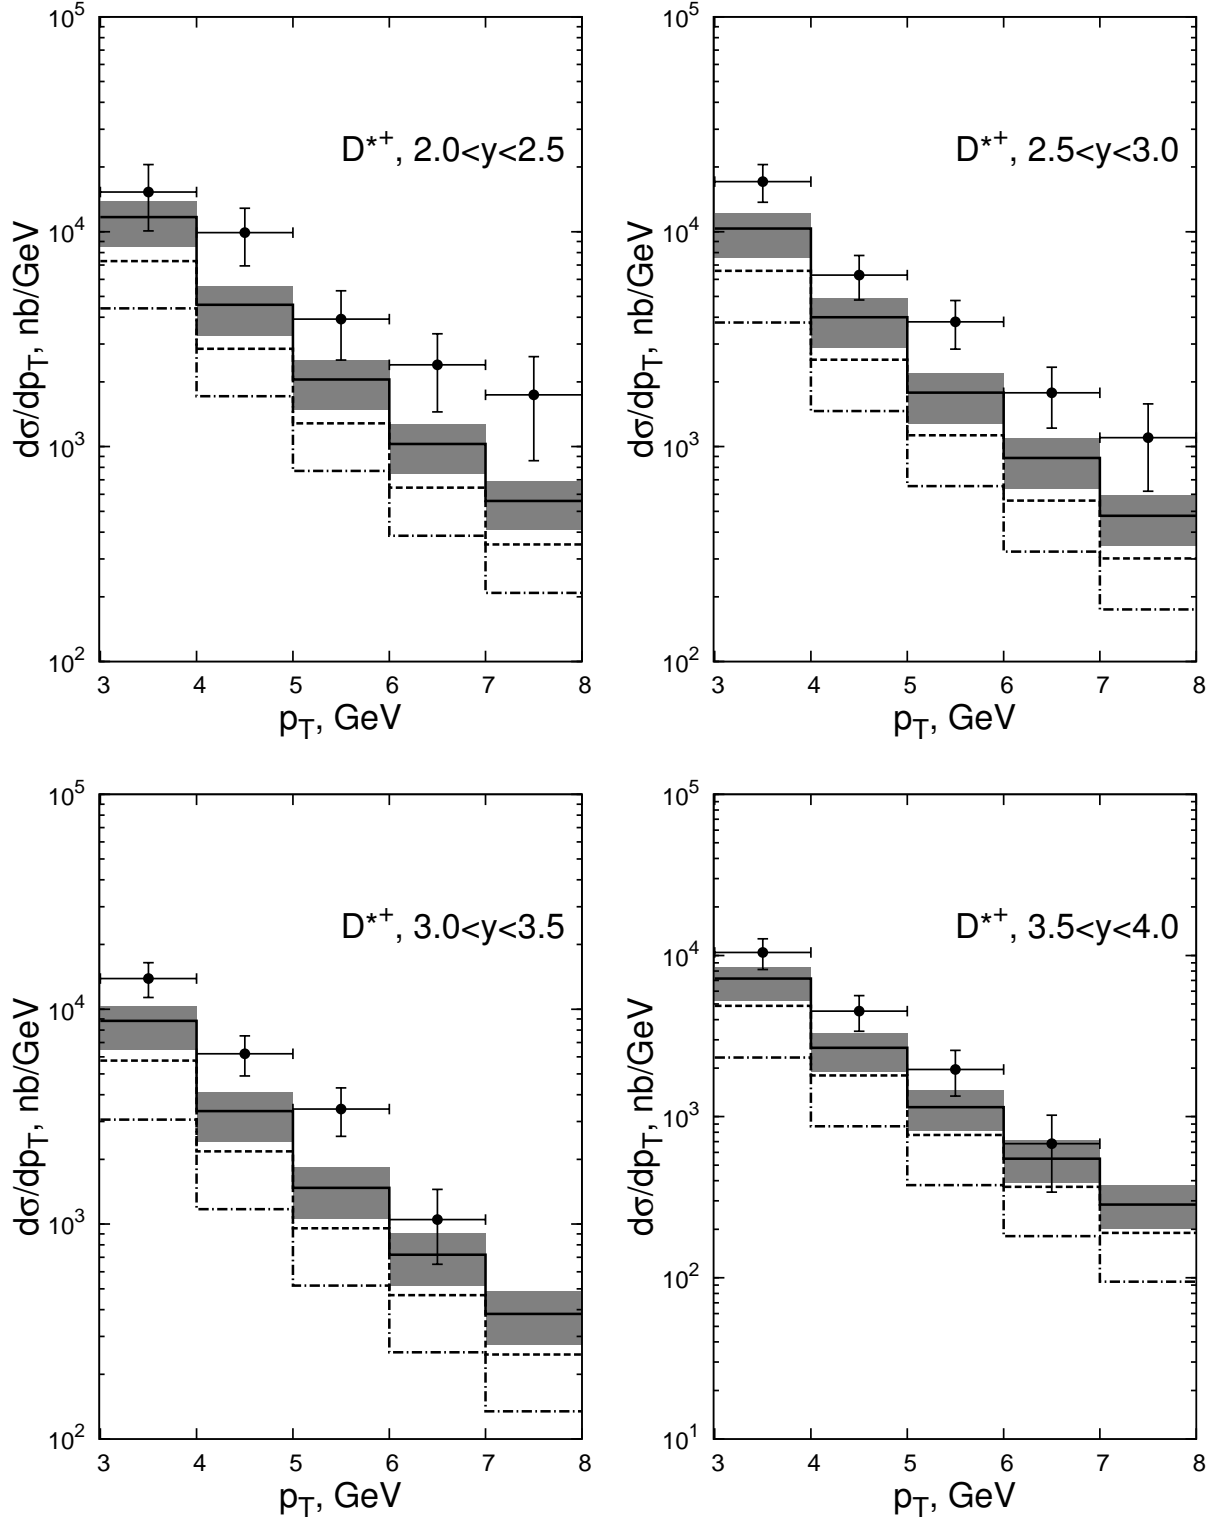 10^5
10^4
10^3
10^2
dσ/dp_T, nb/GeV
D*+, 2.0<y<2.5
3 4 5 6 7 8
p_T, GeV
10^5
10^4
10^3
10^2
dσ/dp_T, nb/GeV
D*+, 2.5<y<3.0
3 4 5 6 7 8
p_T, GeV
10^5
10^4
10^3
10^2
dσ/dp_T, nb/GeV
D*+, 3.0<y<3.5
3 4 5 6 7 8
p_T, GeV
10^5
10^4
10^3
10^2
10^1
dσ/dp_T, nb/GeV
D*+, 3.5<y<4.0
3 4 5 6 7 8
p_T, GeV